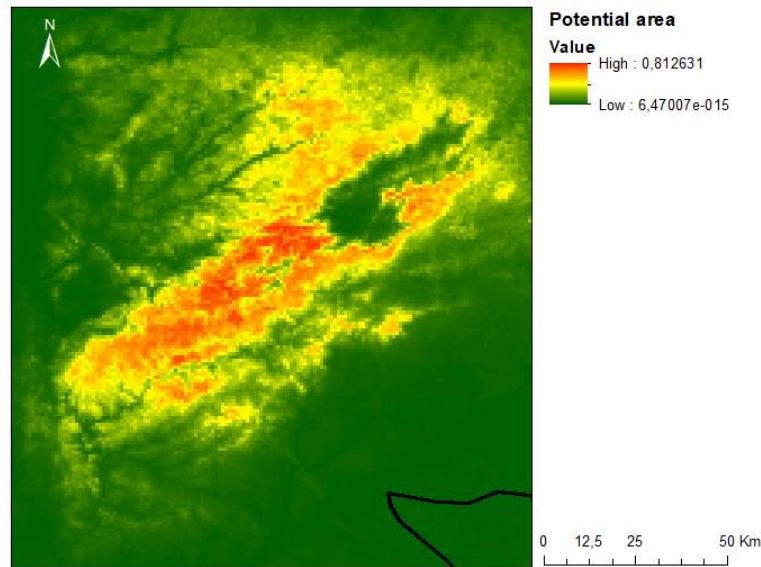 N
Potential area
Value
High : 0,812631
Low : 6,47007e-015
0 12,5 25 50 Km